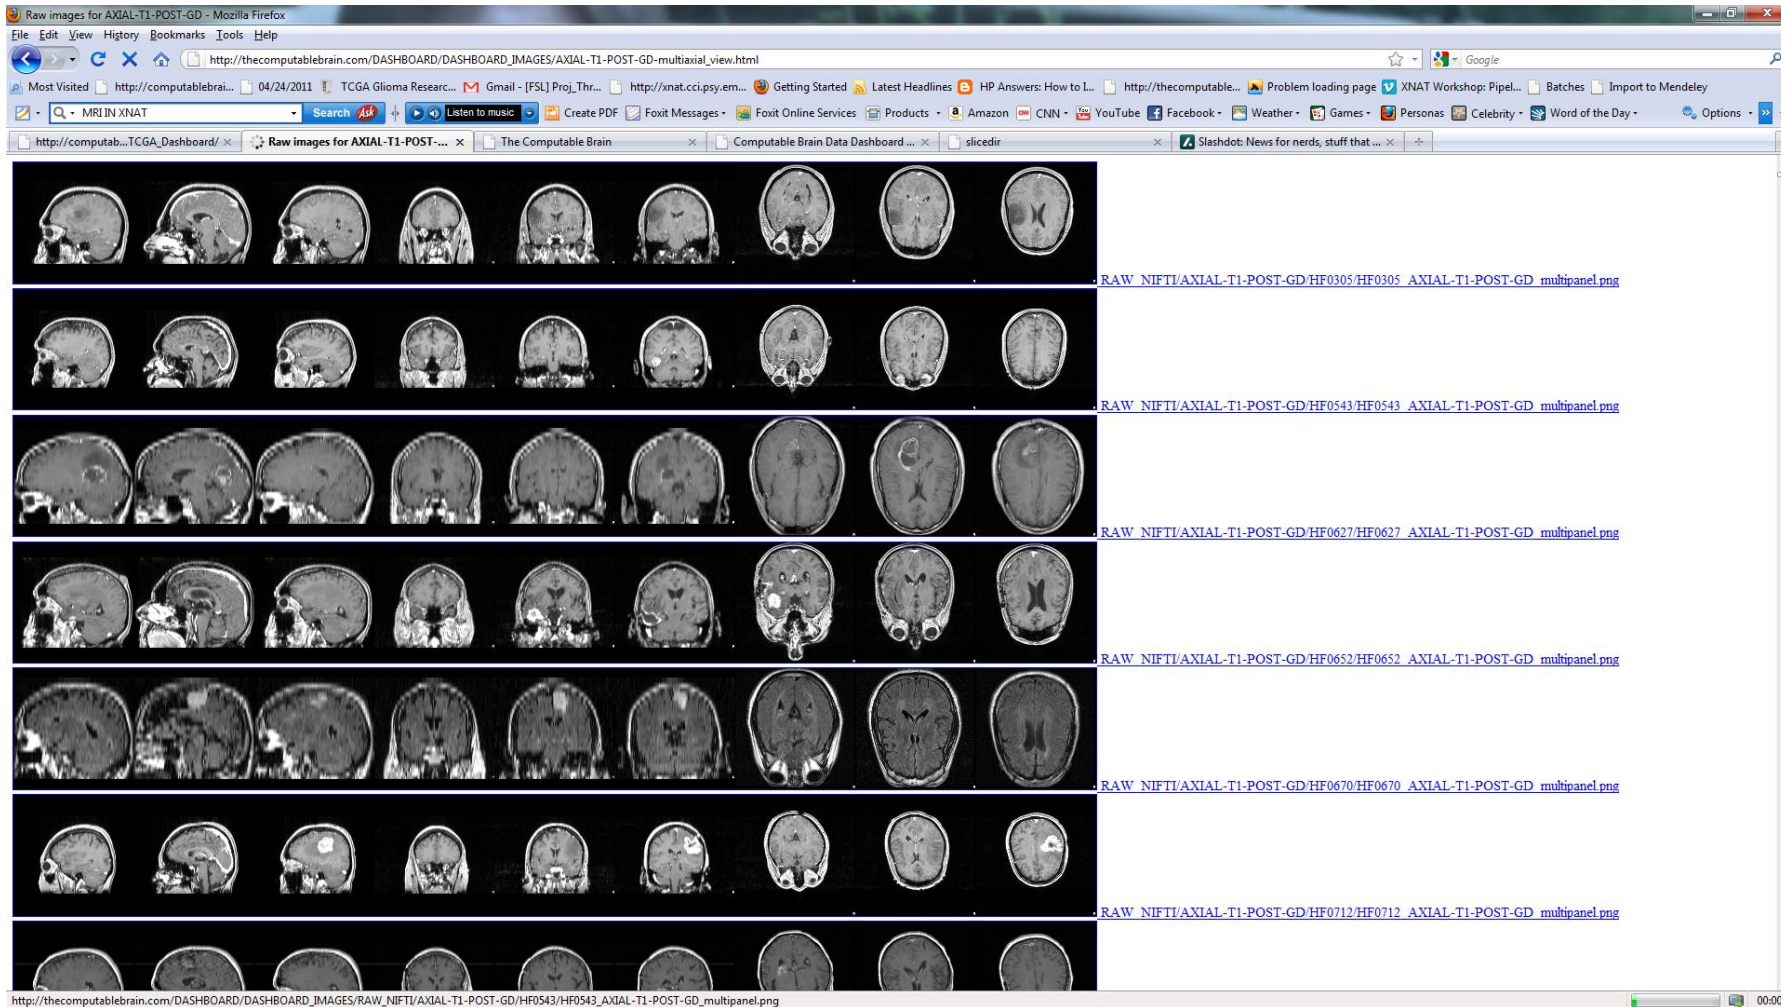 Raw images for AXIAL-T1-POST-GD - Mozilla Firefox
File Edit View History Bookmarks Tools Help
http://thecomputablebrain.com/DASHBOARD/DASHBOARD_IMAGES/AXIAL-T1-POST-GD-multiaxial_view.html Google
Most Visited http://computablebrai... 04/24/2011 TCGA Glioma Researc... Gmail - [FSL] Proj_Thr... http://xnat.cci.psy.em... Getting Started Latest Headlines HP Answers: How to I... http://thecomputable... Problem loading page XNAT Workshop: Pipel... Batches Import to Mendeley
MRI IN XNAT Search Ask Listen to music Create PDF Foxit Messages Foxit Online Services Products Amazon CNN YouTube Facebook Weather Games Personas Celebrity Word of the Day Options
http://computab...TCGA_Dashboard/ Raw images for AXIAL-T1-POST-... The Computable Brain Computable Brain Data Dashboard ... slicedir Slashdot: News for nerds, stuff that ...
RAW_NIFTI/AXIAL-T1-POST-GD/HF0305/HF0305_AXIAL-T1-POST-GD_multipanel.png
RAW_NIFTI/AXIAL-T1-POST-GD/HF0543/HF0543_AXIAL-T1-POST-GD_multipanel.png
RAW_NIFTI/AXIAL-T1-POST-GD/HF0627/HF0627_AXIAL-T1-POST-GD_multipanel.png
RAW_NIFTI/AXIAL-T1-POST-GD/HF0652/HF0652_AXIAL-T1-POST-GD_multipanel.png
RAW_NIFTI/AXIAL-T1-POST-GD/HF0670/HF0670_AXIAL-T1-POST-GD_multipanel.png
RAW_NIFTI/AXIAL-T1-POST-GD/HF0712/HF0712_AXIAL-T1-POST-GD_multipanel.png
http://thecomputablebrain.com/DASHBOARD/DASHBOARD_IMAGES/RAW_NIFTI/AXIAL-T1-POST-GD/HF0543/HF0543_AXIAL-T1-POST-GD_multipanel.png